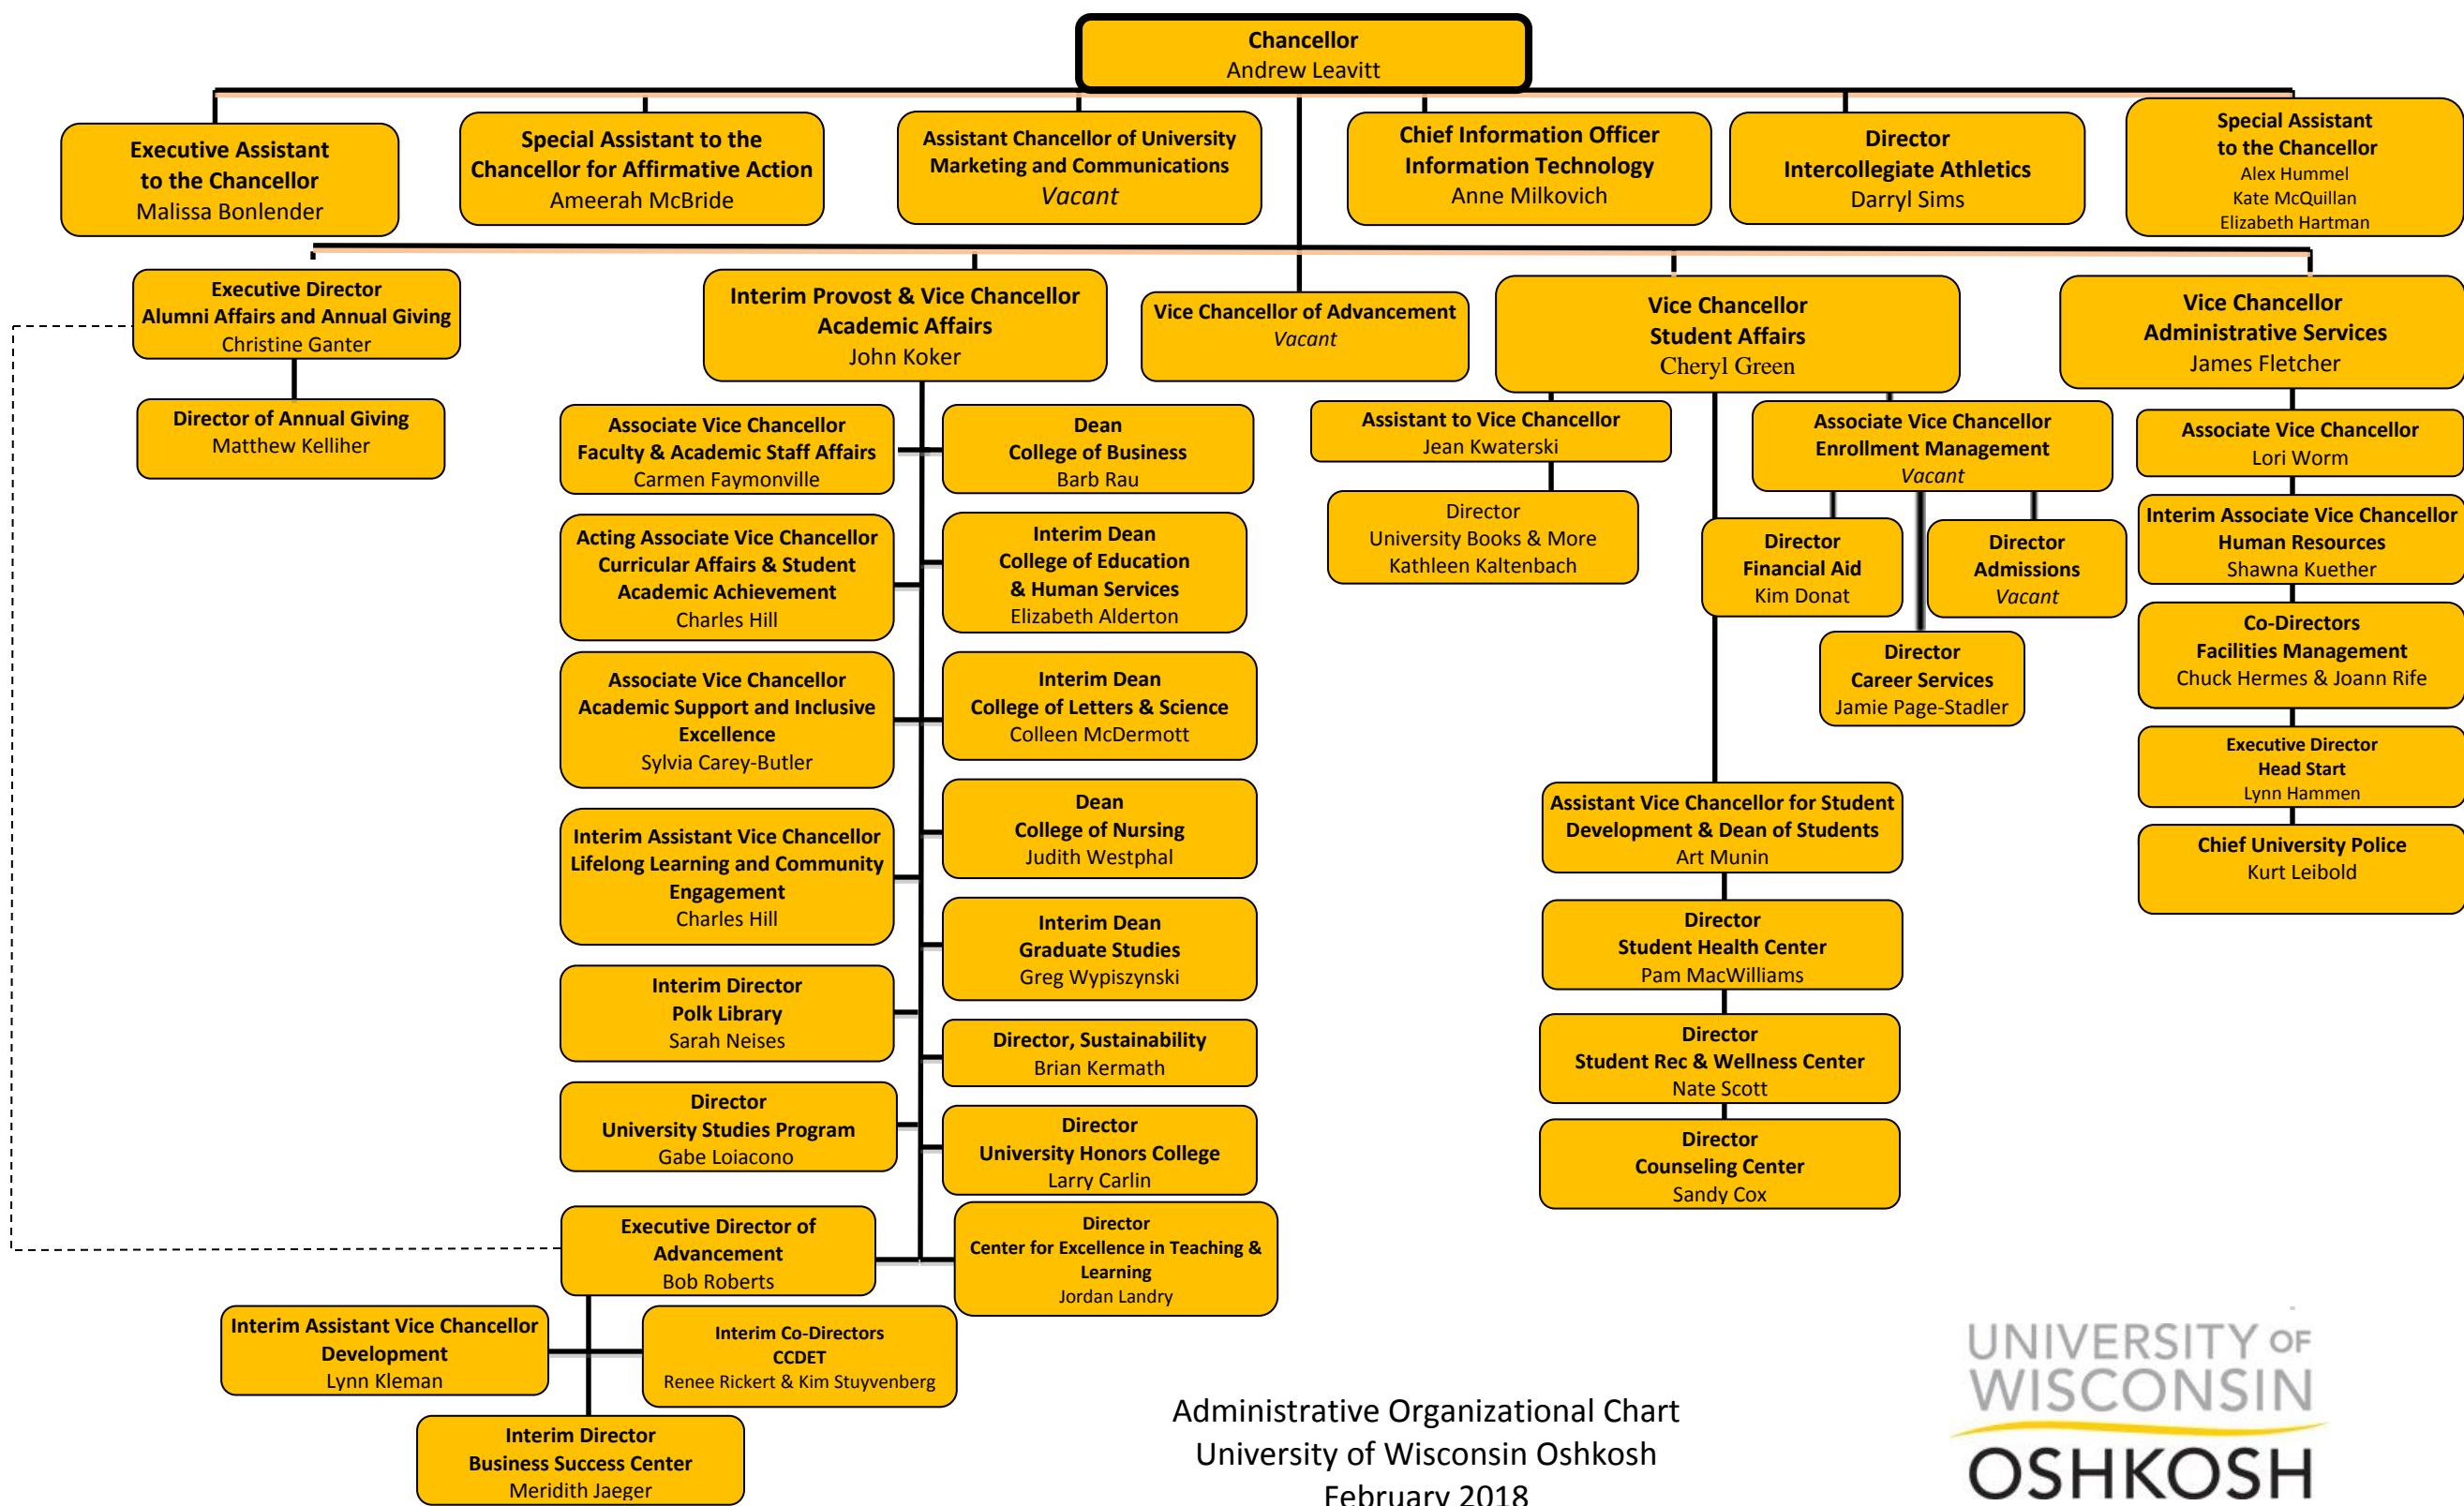 Chancellor
Andrew Leavitt
Executive Assistant
to the Chancellor
Malissa Bonlender
Special Assistant to the
Chancellor for Affirmative Action
Ameerah McBride
Assistant Chancellor of University
Marketing and Communications
Vacant
Chief Information Officer
Information Technology
Anne Milkovich
Director
Intercollegiate Athletics
Darryl Sims
Special Assistant
to the Chancellor
Alex Hummel
Kate McQuillan
Elizabeth Hartman
Executive Director
Alumni Affairs and Annual Giving
Christine Ganter
Interim Provost & Vice Chancellor
Academic Affairs
John Koker
Vice Chancellor of Advancement
Vacant
Vice Chancellor
Student Affairs
Cheryl Green
Vice Chancellor
Administrative Services
James Fletcher
Director of Annual Giving
Matthew Kelliher
Associate Vice Chancellor
Faculty & Academic Staff Affairs
Carmen Faymonville
Dean
College of Business
Barb Rau
Acting Associate Vice Chancellor
Curricular Affairs & Student
Academic Achievement
Charles Hill
Interim Dean
College of Education
& Human Services
Elizabeth Alderton
Associate Vice Chancellor
Academic Support and Inclusive
Excellence
Sylvia Carey-Butler
Interim Dean
College of Letters & Science
Colleen McDermott
Dean
College of Nursing
Judith Westphal
Interim Assistant Vice Chancellor
Lifelong Learning and Community
Engagement
Charles Hill
Interim Dean
Graduate Studies
Greg Wypiszynski
Interim Director
Polk Library
Sarah Neises
Director, Sustainability
Brian Kermath
Director
University Studies Program
Gabe Loiacono
Director
University Honors College
Larry Carlin
Executive Director of
Advancement
Bob Roberts
Director
Center for Excellence in Teaching &
Learning
Jordan Landry
Interim Assistant Vice Chancellor
Development
Lynn Kleman
Interim Co-Directors
CCDET
Renee Rickert & Kim Stuyvenberg
Interim Director
Business Success Center
Meridith Jaeger
Assistant to Vice Chancellor
Jean Kwaterski
Director
University Books & More
Kathleen Kaltenbach
Associate Vice Chancellor
Enrollment Management
Vacant
Director
Financial Aid
Kim Donat
Director
Admissions
Vacant
Director
Career Services
Jamie Page-Stadler
Assistant Vice Chancellor for Student
Development & Dean of Students
Art Munin
Director
Student Health Center
Pam MacWilliams
Director
Student Rec & Wellness Center
Nate Scott
Director
Counseling Center
Sandy Cox
Associate Vice Chancellor
Lori Worm
Interim Associate Vice Chancellor
Human Resources
Shawna Kuether
Co-Directors
Facilities Management
Chuck Hermes & Joann Rife
Executive Director
Head Start
Lynn Hammen
Chief University Police
Kurt Leibold
Administrative Organizational Chart
University of Wisconsin Oshkosh
February 2018
UNIVERSITY OF
WISCONSIN
OSHKOSH